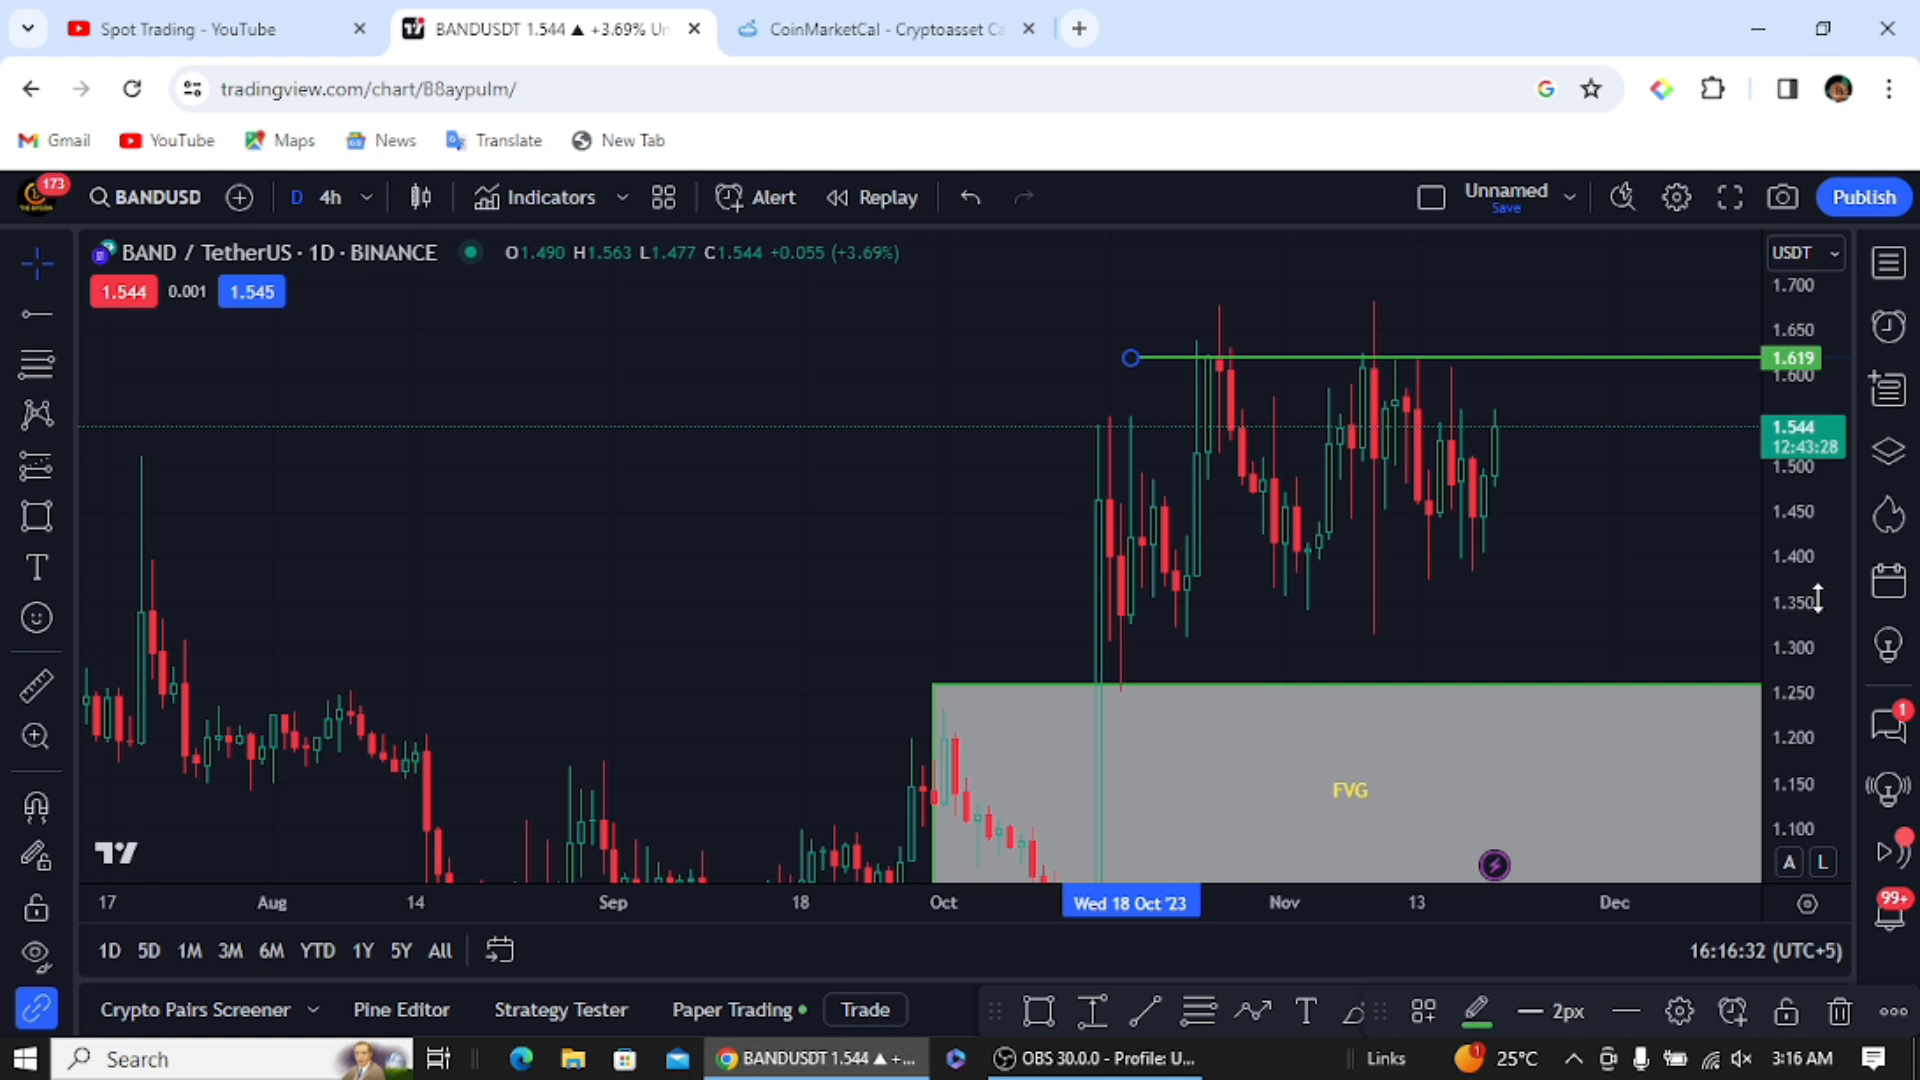 Spot Trading - YouTube
BANDUSDT 1.544 ▲ +3.69% Un
CoinMarketCal - Cryptoasset Ca
tradingview.com/chart/B8aypulm/
Gmail YouTube Maps News Translate New Tab
173
BANDUSD D 4h Indicators Alert Replay Unnamed Save Publish
BAND / TetherUS · 1D · BINANCE O1.490 H1.563 L1.477 C1.544 +0.055 (+3.69%) USDT
1.544 0.001 1.545
1.700
1.650
1.619
1.600
1.544
12:43:28
1.500
1.450
1.400
1.350
1.300
1.250
1.200
1.150
1.100
FVG
1
99+
A L
17 Aug 14 Sep 18 Oct Wed 18 Oct '23 Nov 13 Dec
1D 5D 1M 3M 6M YTD 1Y 5Y All 16:16:32 (UTC+5)
Crypto Pairs Screener Pine Editor Strategy Tester Paper Trading Trade 2px
Search BANDUSDT 1.544 ▲ +... OBS 30.0.0 - Profile: U... Links 1 25°C 3:16 AM